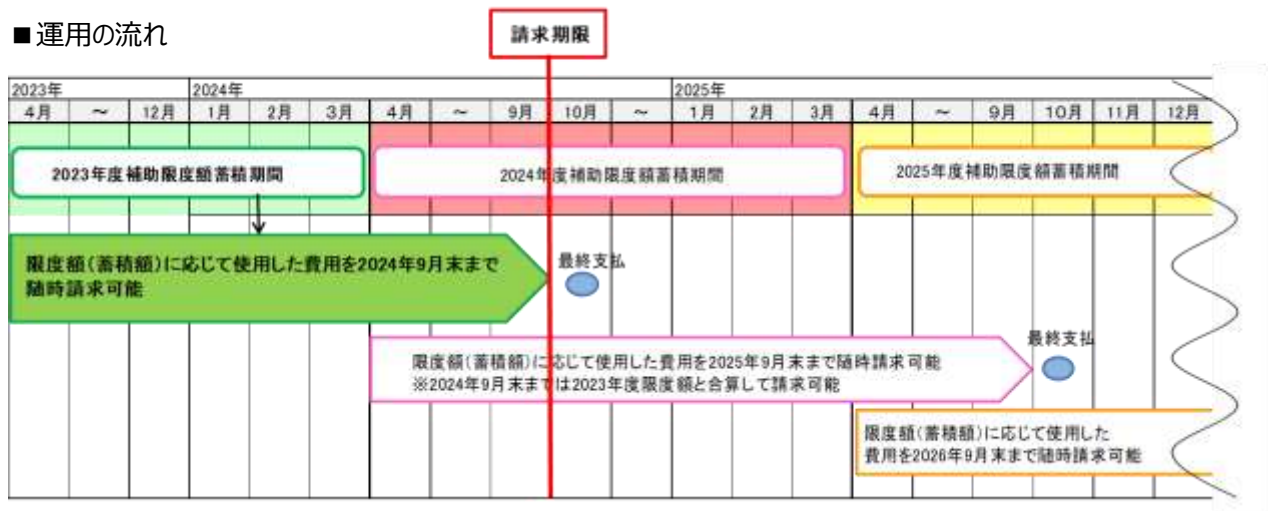 ■運用の流れ
請求期限
2023年 2024年 2025年
4月 ～ 12月 1月 2月 3月 4月 ～ 9月 10月 ～ 1月 2月 3月 4月 ～ 9月 10月 11月 12月
2023年度補助限度額蓄積期間
2024年度補助限度額蓄積期間
2025年度補助限度額蓄積期間
限度額(蓄積額)に応じて使用した費用を2024年9月末まで
随時請求可能
最終支払
限度額(蓄積額)に応じて使用した費用を2025年9月末まで随時請求可能
※2024年9月末までは2023年度限度額と合算して請求可能
最終支払
限度額(蓄積額)に応じて使用した
費用を2026年9月末まで随時請求可能